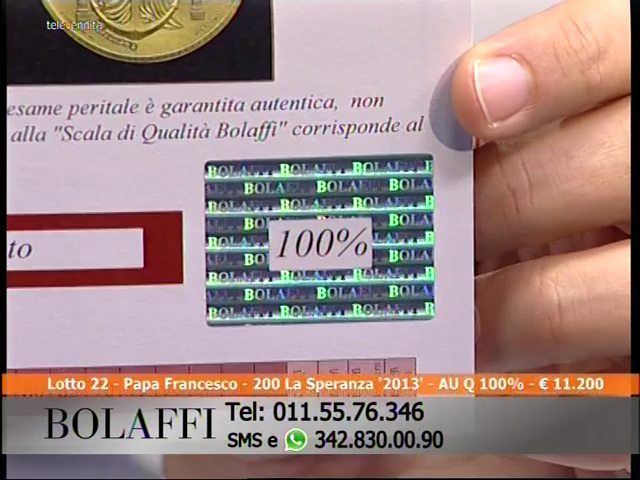 televendita
esame peritale è garantita autentica, non
alla "Scala di Qualità Bolaffi" corrisponde al
to
100%
BOLAFFI BOLAFFI BOLAFFI
Lotto 22 - Papa Francesco - 200 La Speranza '2013' - AU Q 100% - € 11.200
BOLAFFI
Tel: 011.55.76.346
SMS e 342.830.00.90